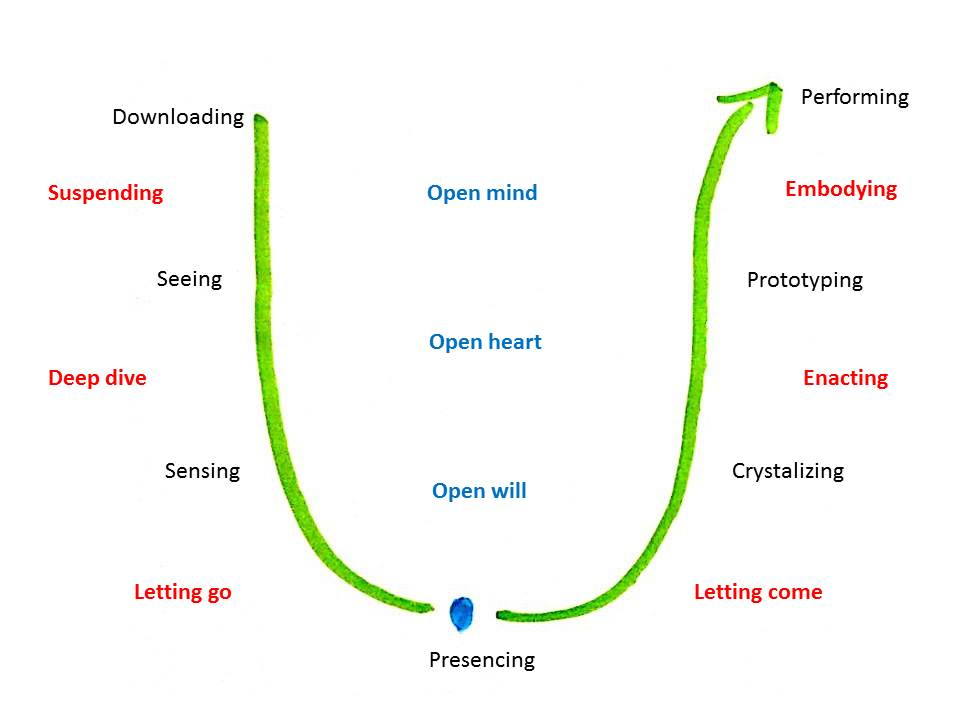 Performing
Downloading
Suspending
Open mind
Embodying
Seeing
Prototyping
Open heart
Deep dive
Enacting
Sensing
Crystalizing
Open will
Letting go
Letting come
Presencing